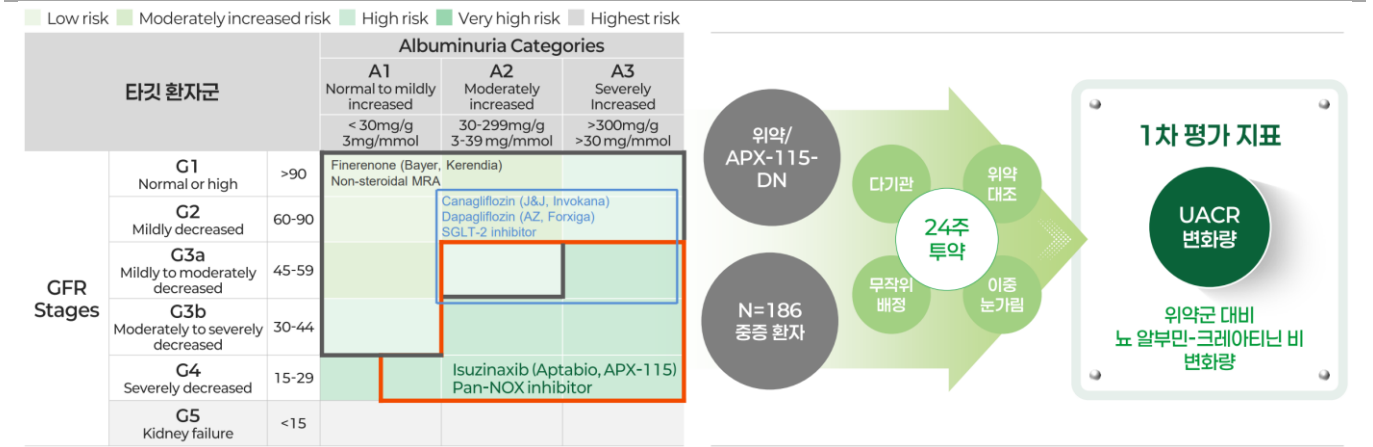 Low risk Moderately increased risk High risk Very high risk Highest risk
타깃 환자군
Albuminuria Categories
A1
Normal to mildly
increased
A2
Moderately
increased
A3
Severely
Increased
< 30mg/g
3mg/mmol
30-299mg/g
3-39 mg/mmol
>300mg/g
>30 mg/mmol
GFR
Stages
G1
Normal or high
>90
G2
Mildly decreased
60-90
G3a
Mildly to moderately
decreased
45-59
G3b
Moderately to severely
decreased
30-44
G4
Severely decreased
15-29
G5
Kidney failure
<15
Finerenone (Bayer, Kerendia)
Non-steroidal MRA
Canagliflozin (J&J, Invokana)
Dapagliflozin (AZ, Forxiga)
SGLT-2 inhibitor
Isuzinaxib (Aptabio, APX-115)
Pan-NOX inhibitor
위약/
APX-115-
DN
N=186
중증 환자
다기관
위약
대조
24주
투약
무작위
배정
이중
눈가림
1차 평가 지표
UACR
변화량
위약군 대비
뇨 알부민-크레아티닌 비
변화량